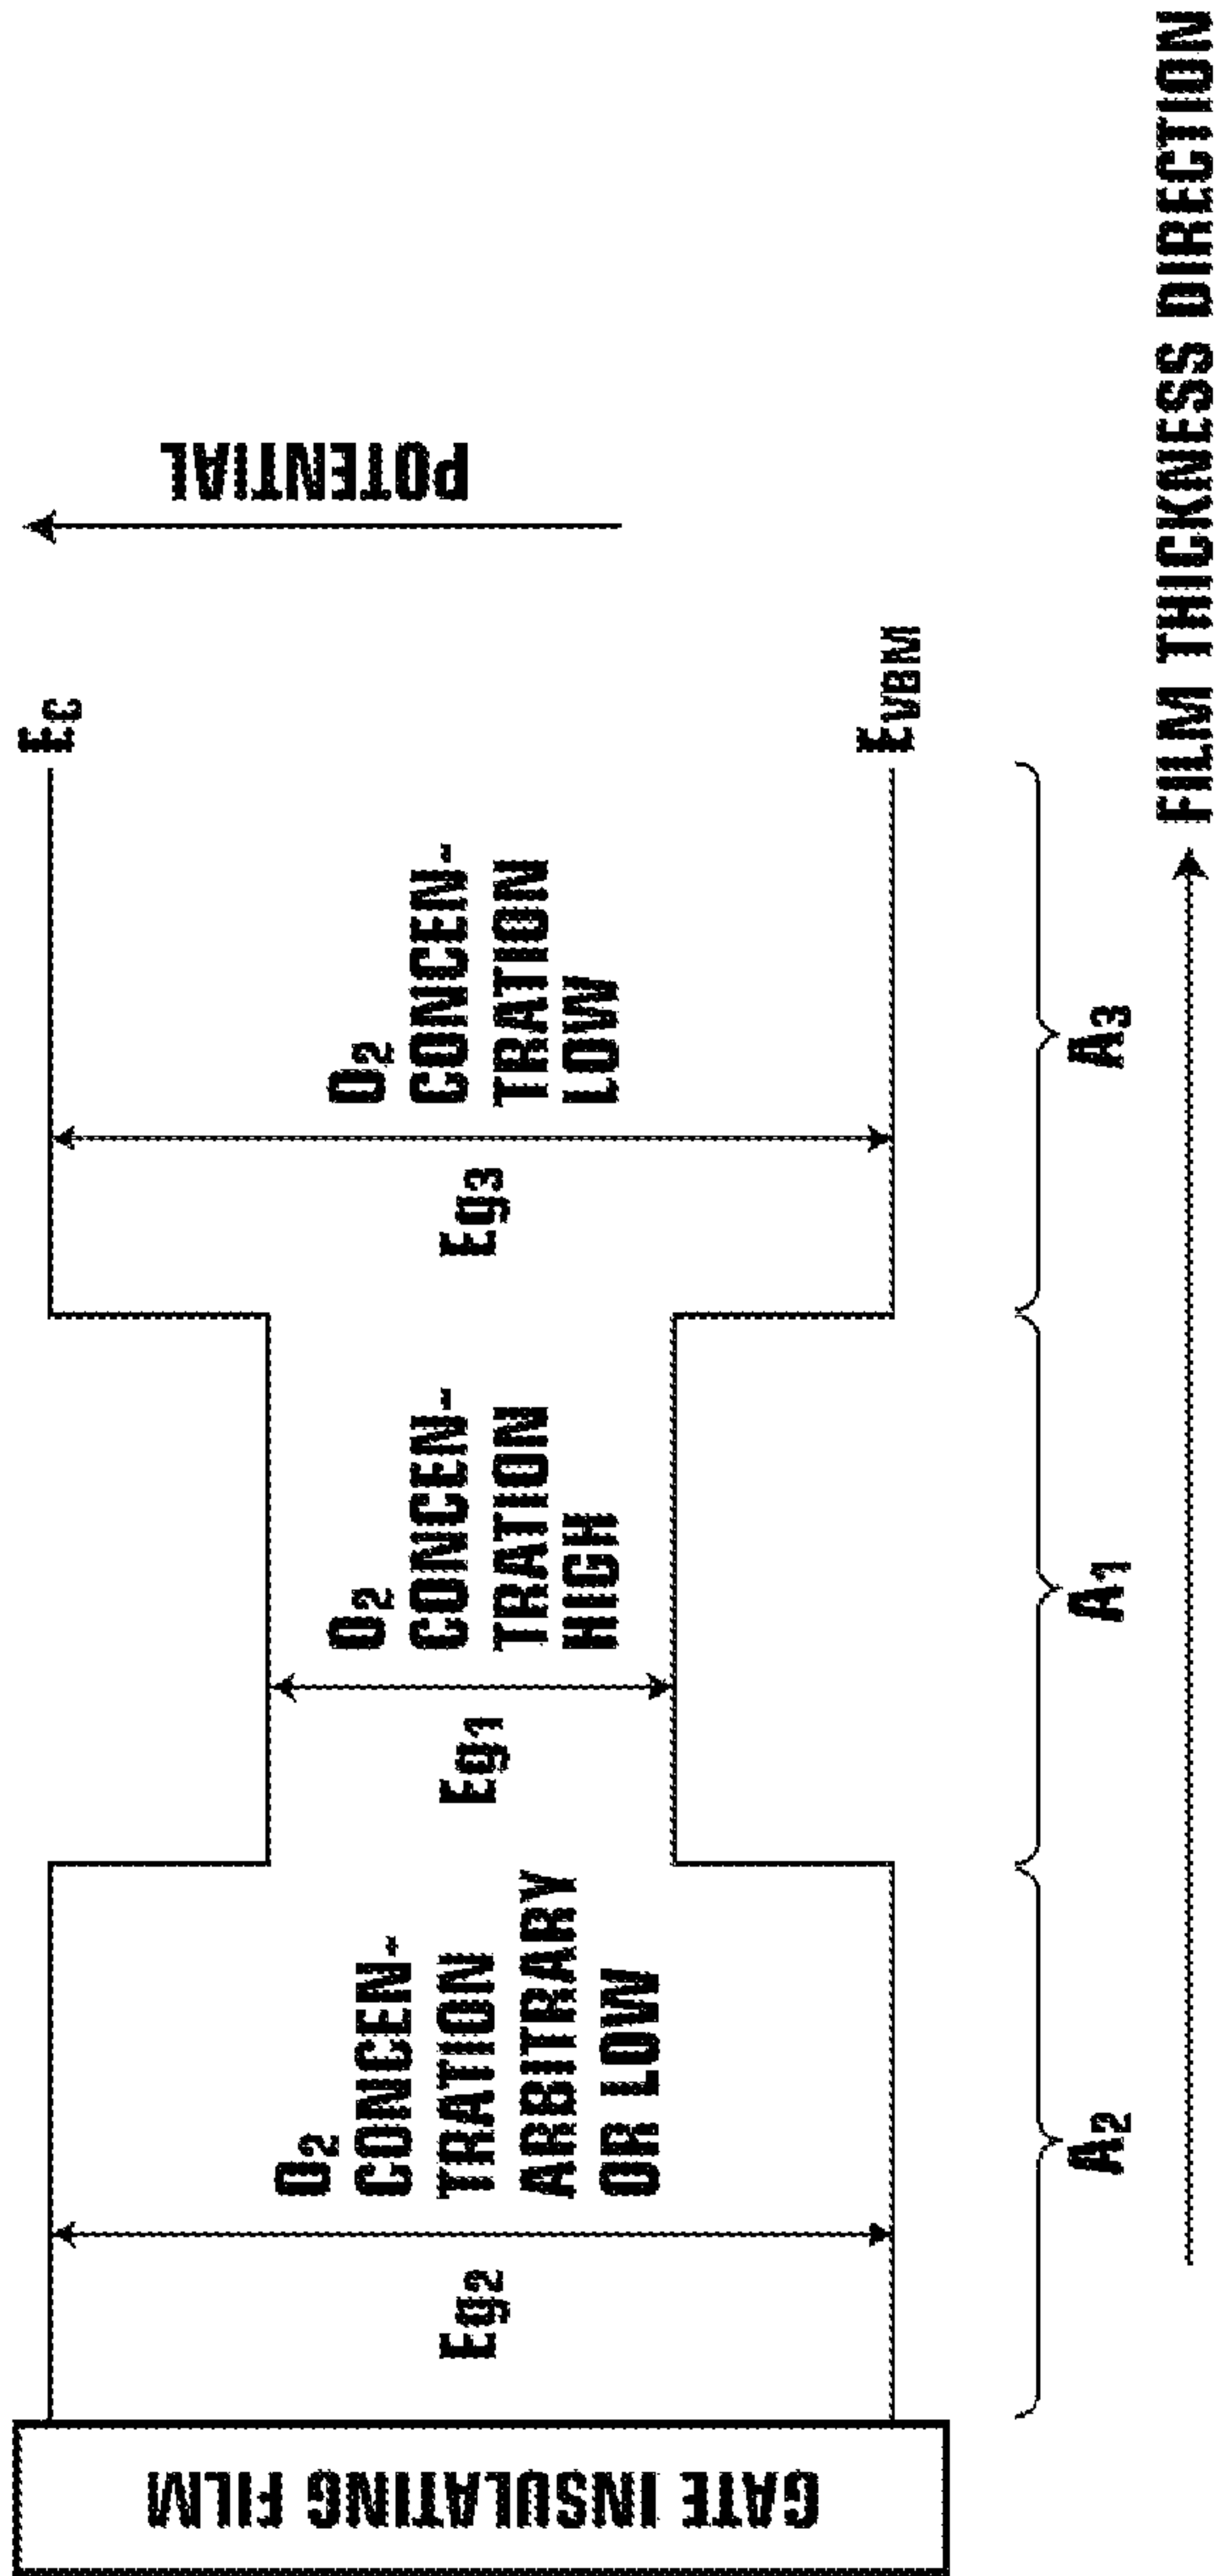 GATE INSULATING FILM
Eg2
O2
CONCEN-
TRATION
ARBITRARY
OR LOW
Eg1
O2
CONCEN-
TRATION
HIGH
Eg3
O2
CONCEN-
TRATION
LOW
EC
EVBM
POTENTIAL
A2
A1
A3
FILM THICKNESS DIRECTION